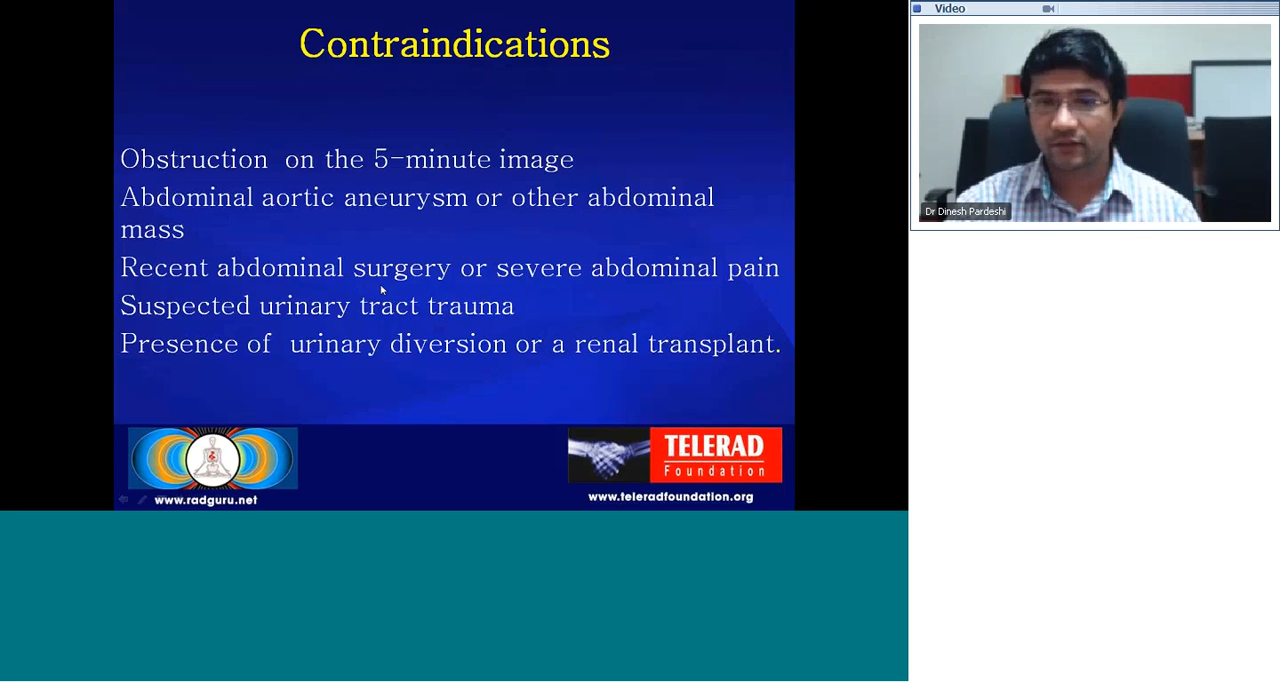 Contraindications
Obstruction on the 5-minute image
Abdominal aortic aneurysm or other abdominal
mass
Recent abdominal surgery or severe abdominal pain
Suspected urinary tract trauma
Presence of urinary diversion or a renal transplant.
www.radguru.net
TELERAD
Foundation
www.teleradfoundation.org
Video
Dr Dinesh Pardeshi